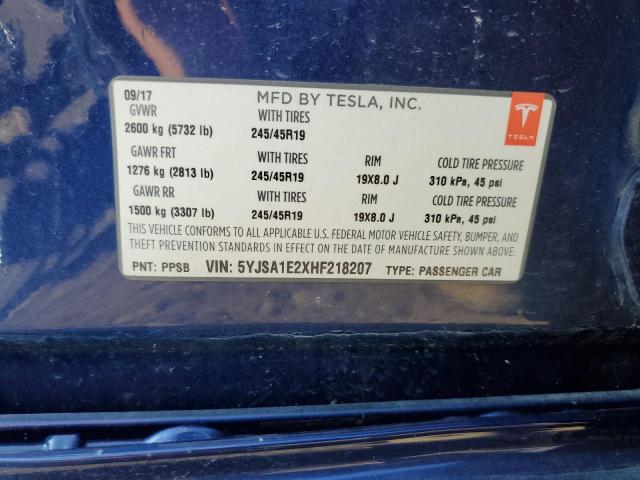 09/17 MFD BY TESLA, INC.
GVWR WITH TIRES
2600 kg (5732 lb) 245/45R19
GAWR FRT WITH TIRES RIM COLD TIRE PRESSURE
1276 kg (2813 lb) 245/45R19 19X8.0 J 310 kPa, 45 psi
GAWR RR WITH TIRES RIM COLD TIRE PRESSURE
1500 kg (3307 lb) 245/45R19 19X8.0 J 310 kPa, 45 psi
THIS VEHICLE CONFORMS TO ALL APPLICABLE U.S. FEDERAL MOTOR VEHICLE SAFETY, BUMPER, AND
THEFT PREVENTION STANDARDS IN EFFECT ON THE DATE OF MANUFACTURE SHOWN ABOVE.
PNT: PPSB VIN: 5YJSA1E2XHF218207 TYPE: PASSENGER CAR
TESLA